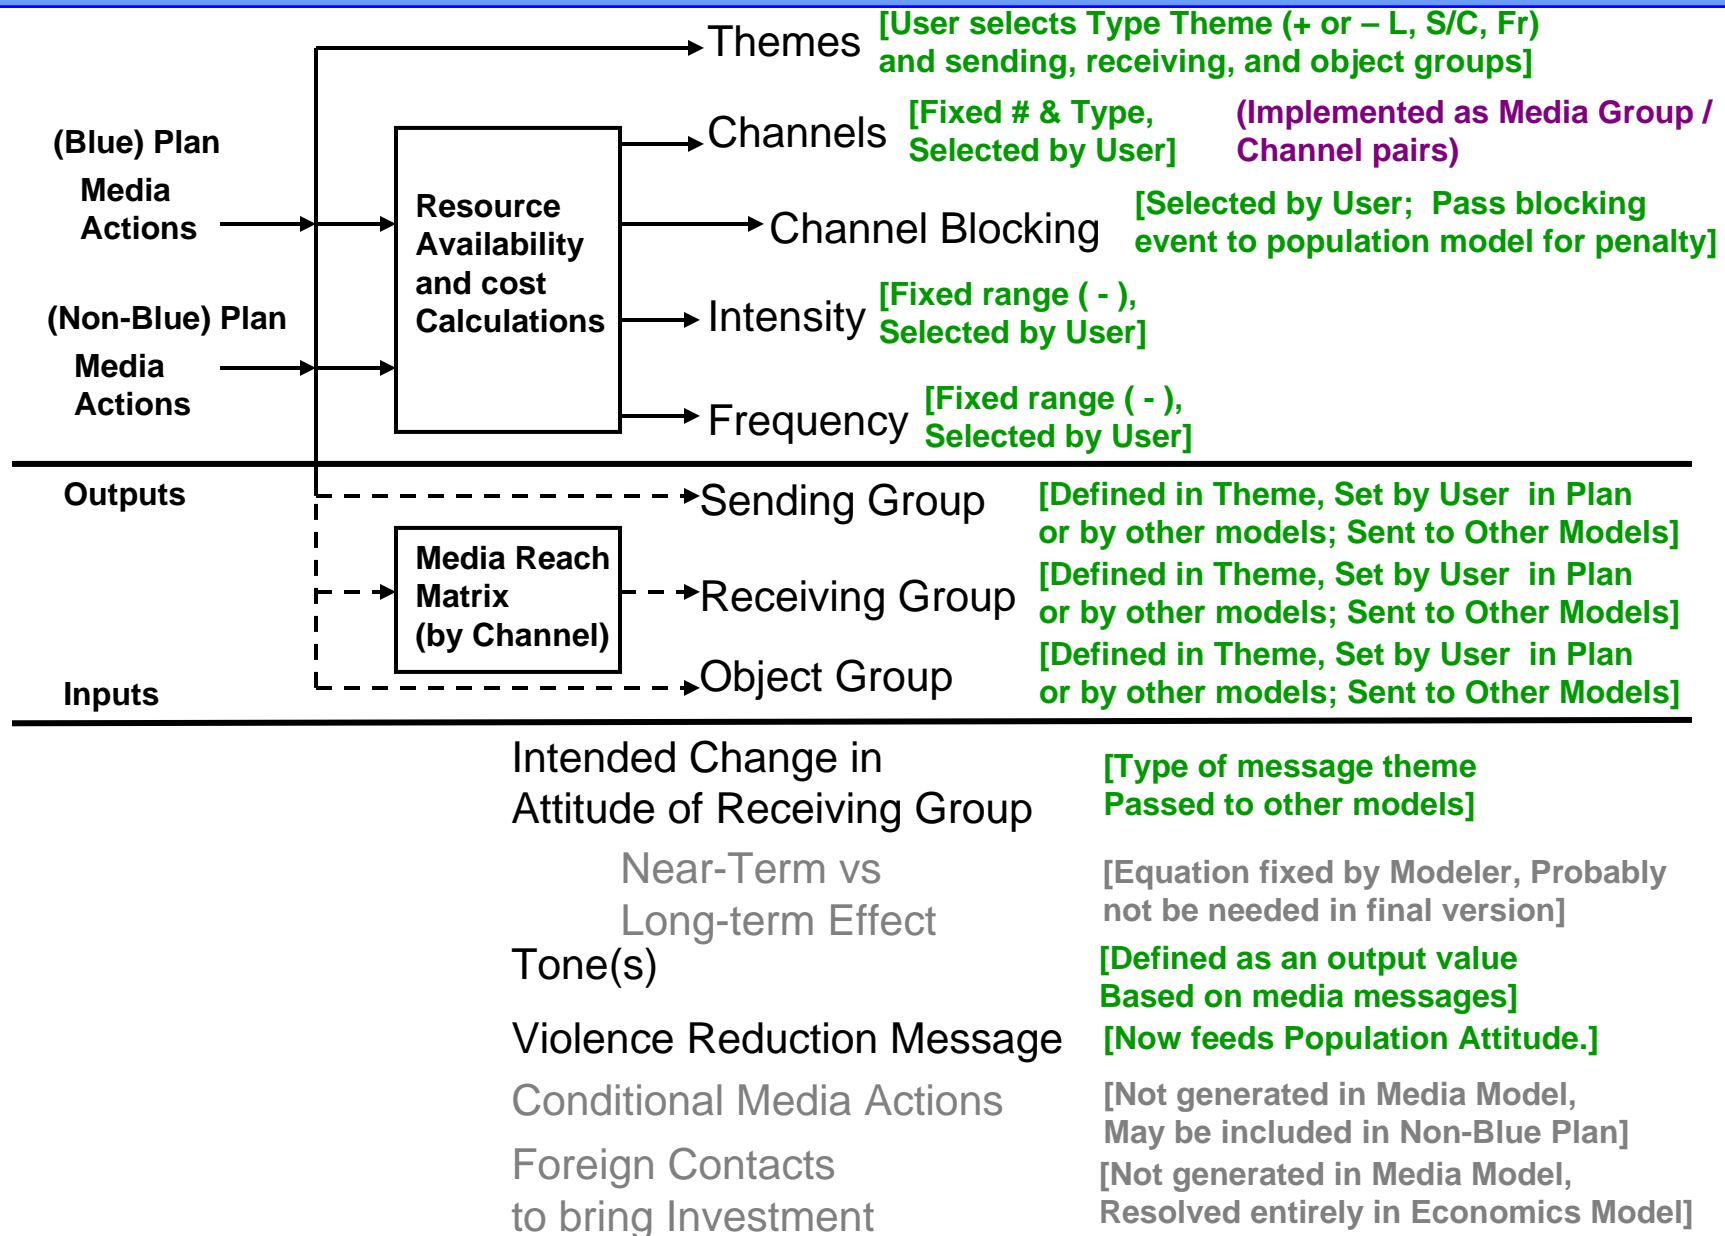 Themes
[User selects Type Theme (+ or – L, S/C, Fr)
and sending, receiving, and object groups]
(Blue) Plan
Media
Actions
(Non-Blue) Plan
Media
Actions
Resource
Availability
and cost
Calculations
Channels
[Fixed # & Type,
Selected by User]
(Implemented as Media Group /
Channel pairs)
Channel Blocking
[Selected by User;  Pass blocking
event to population model for penalty]
Intensity
[Fixed range ( - ),
Selected by User]
Frequency
[Fixed range ( - ),
Selected by User]
Outputs
Sending Group
[Defined in Theme, Set by User  in Plan
or by other models; Sent to Other Models]
Media Reach
Matrix
(by Channel)
Receiving Group
[Defined in Theme, Set by User  in Plan
or by other models; Sent to Other Models]
Inputs
Object Group
[Defined in Theme, Set by User  in Plan
or by other models; Sent to Other Models]
Intended Change in
Attitude of Receiving Group
[Type of message theme
Passed to other models]
Near-Term vs
Long-term Effect
[Equation fixed by Modeler, Probably
not be needed in final version]
Tone(s)
[Defined as an output value
Based on media messages]
Violence Reduction Message
[Now feeds Population Attitude.]
Conditional Media Actions
[Not generated in Media Model,
May be included in Non-Blue Plan]
Foreign Contacts
to bring Investment
[Not generated in Media Model,
Resolved entirely in Economics Model]